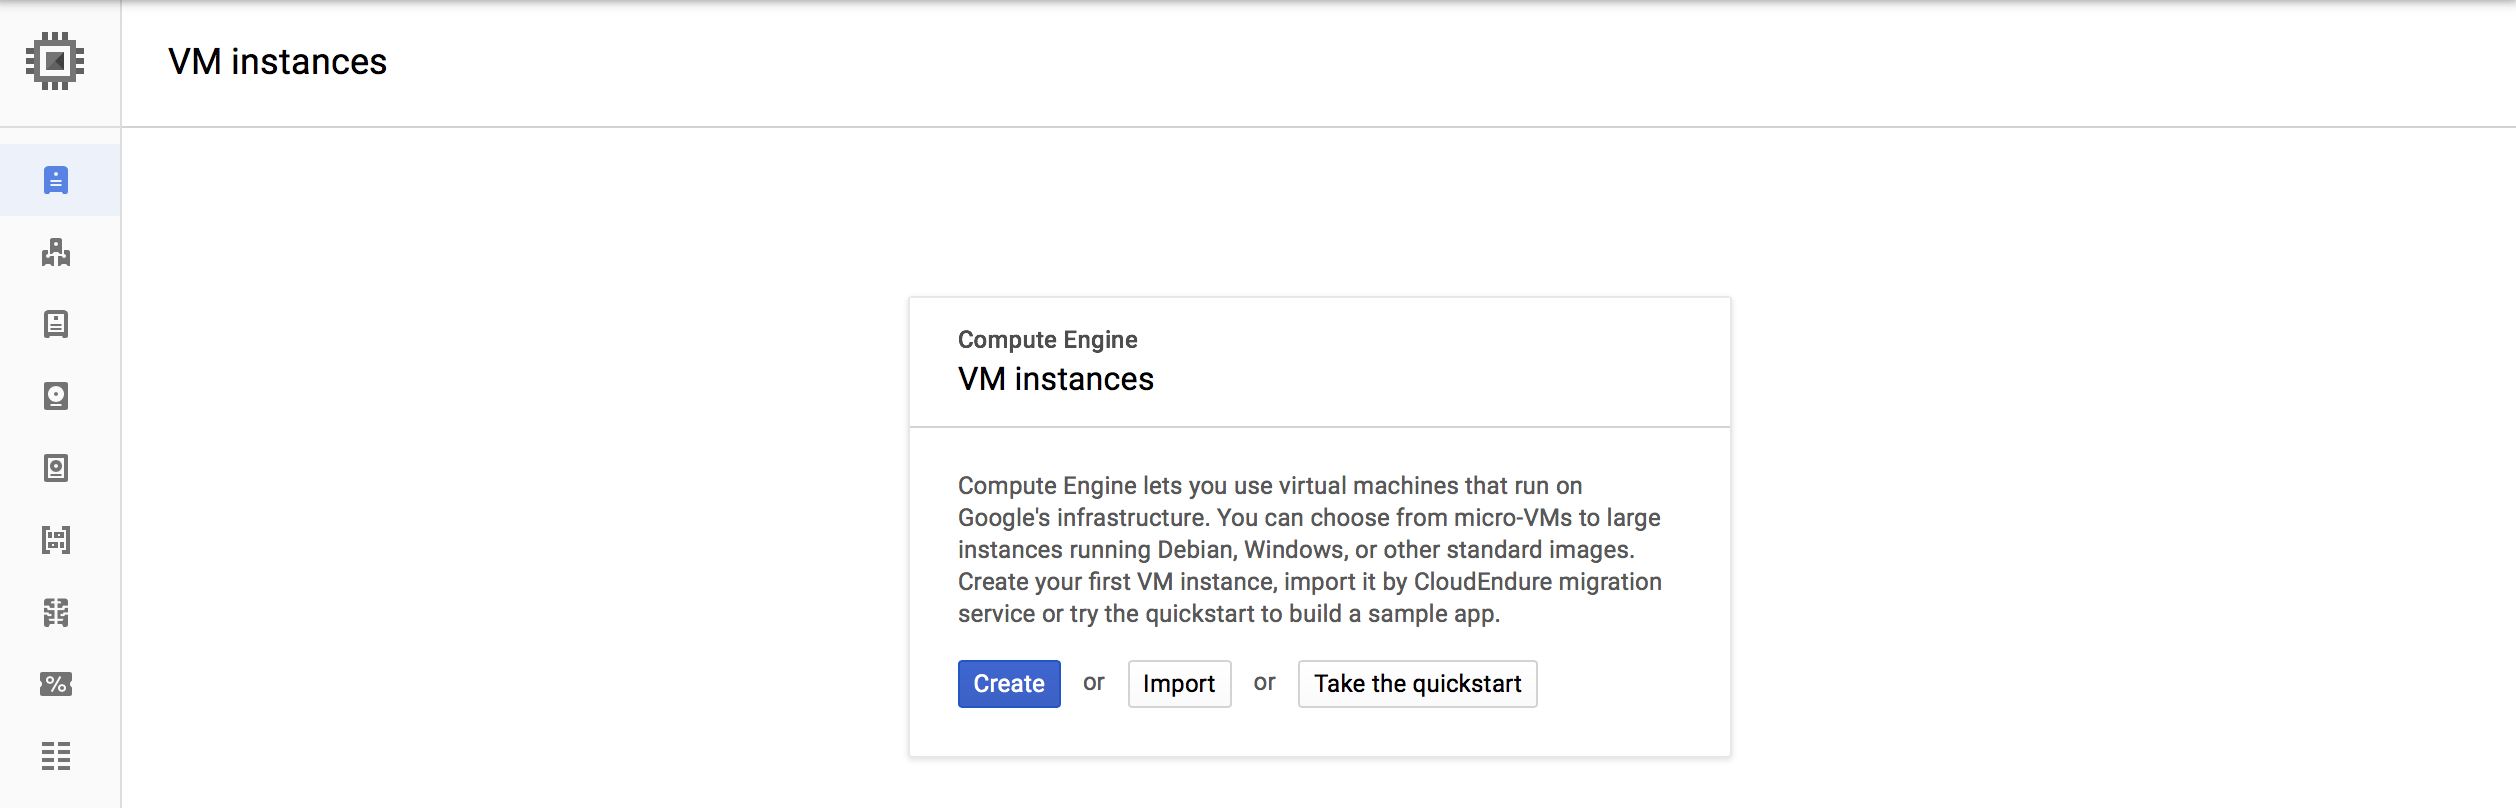 VM instances
Compute Engine
VM instances
Compute Engine lets you use virtual machines that run on
Google's infrastructure. You can choose from micro-VMs to large
instances running Debian, Windows, or other standard images.
Create your first VM instance, import it by CloudEndure migration
service or try the quickstart to build a sample app.
Create or Import or Take the quickstart